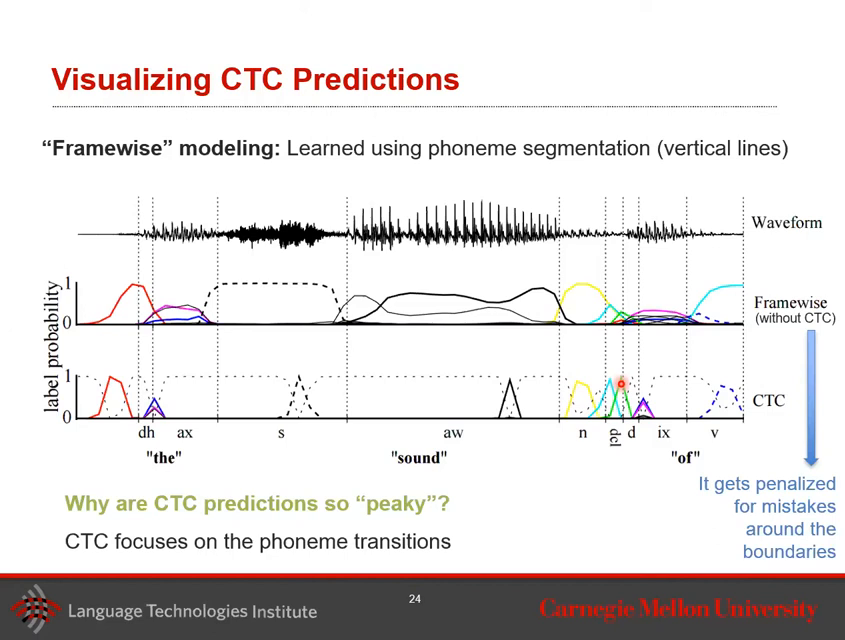 Visualizing CTC Predictions
“Framewise” modeling: Learned using phoneme segmentation (vertical lines)
Waveform
label probability
1
0
Framewise
(without CTC)
1
0
CTC
dh ax s aw n dcl d ix v
"the" "sound" "of"
Why are CTC predictions so “peaky”?
CTC focuses on the phoneme transitions
It gets penalized
for mistakes
around the
boundaries
24
Language Technologies Institute
Carnegie Mellon University